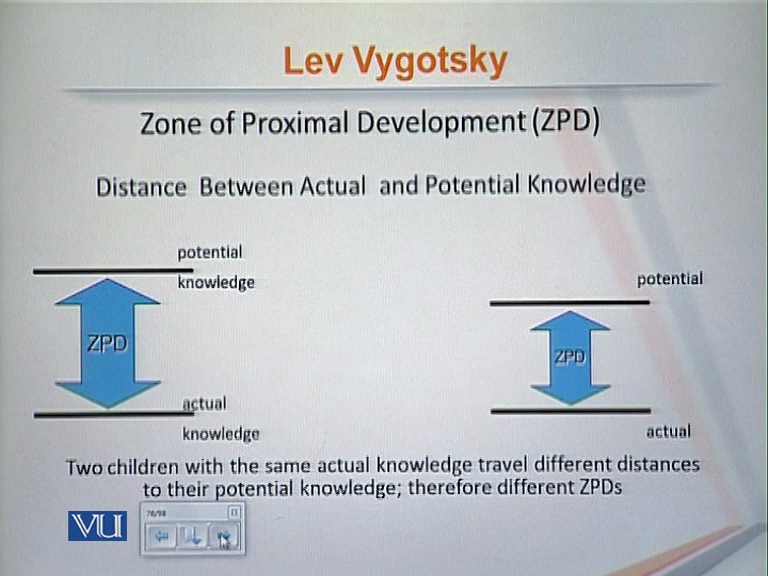 Lev Vygotsky
Zone of Proximal Development (ZPD)
Distance Between Actual and Potential Knowledge
potential
knowledge
ZPD
actual
knowledge
potential
ZPD
actual
Two children with the same actual knowledge travel different distances
to their potential knowledge; therefore different ZPDs
VU
76/98